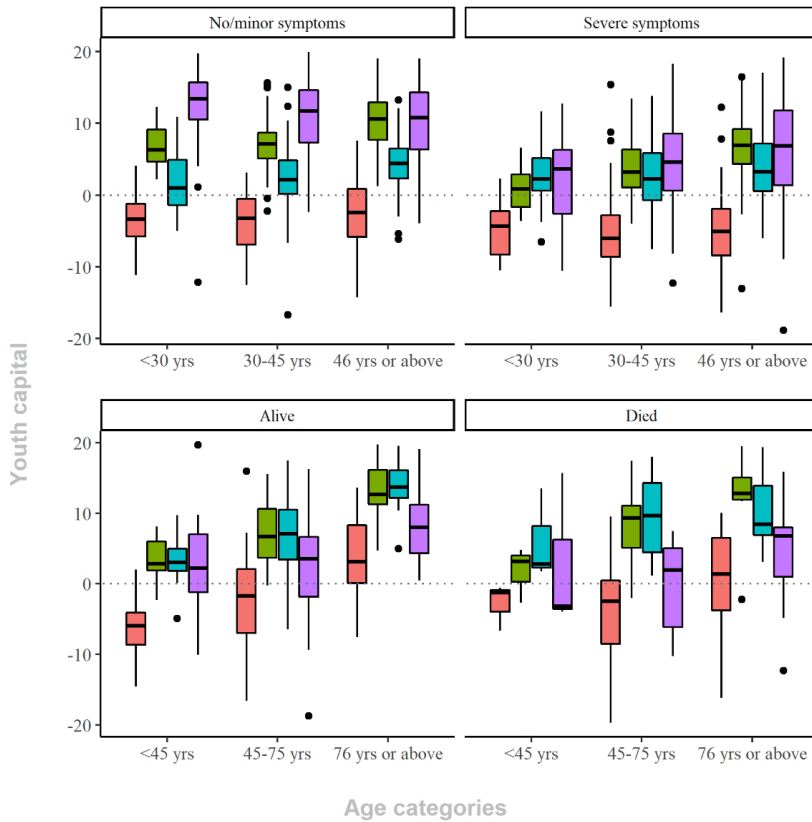 No/minor symptoms
Severe symptoms
20
10
0
-10
-20
<30 yrs
30-45 yrs
46 yrs or above
<30 yrs
30-45 yrs
46 yrs or above
Youth capital
Alive
Died
20
10
0
-10
-20
<45 yrs
45-75 yrs
76 yrs or above
<45 yrs
45-75 yrs
76 yrs or above
Age categories